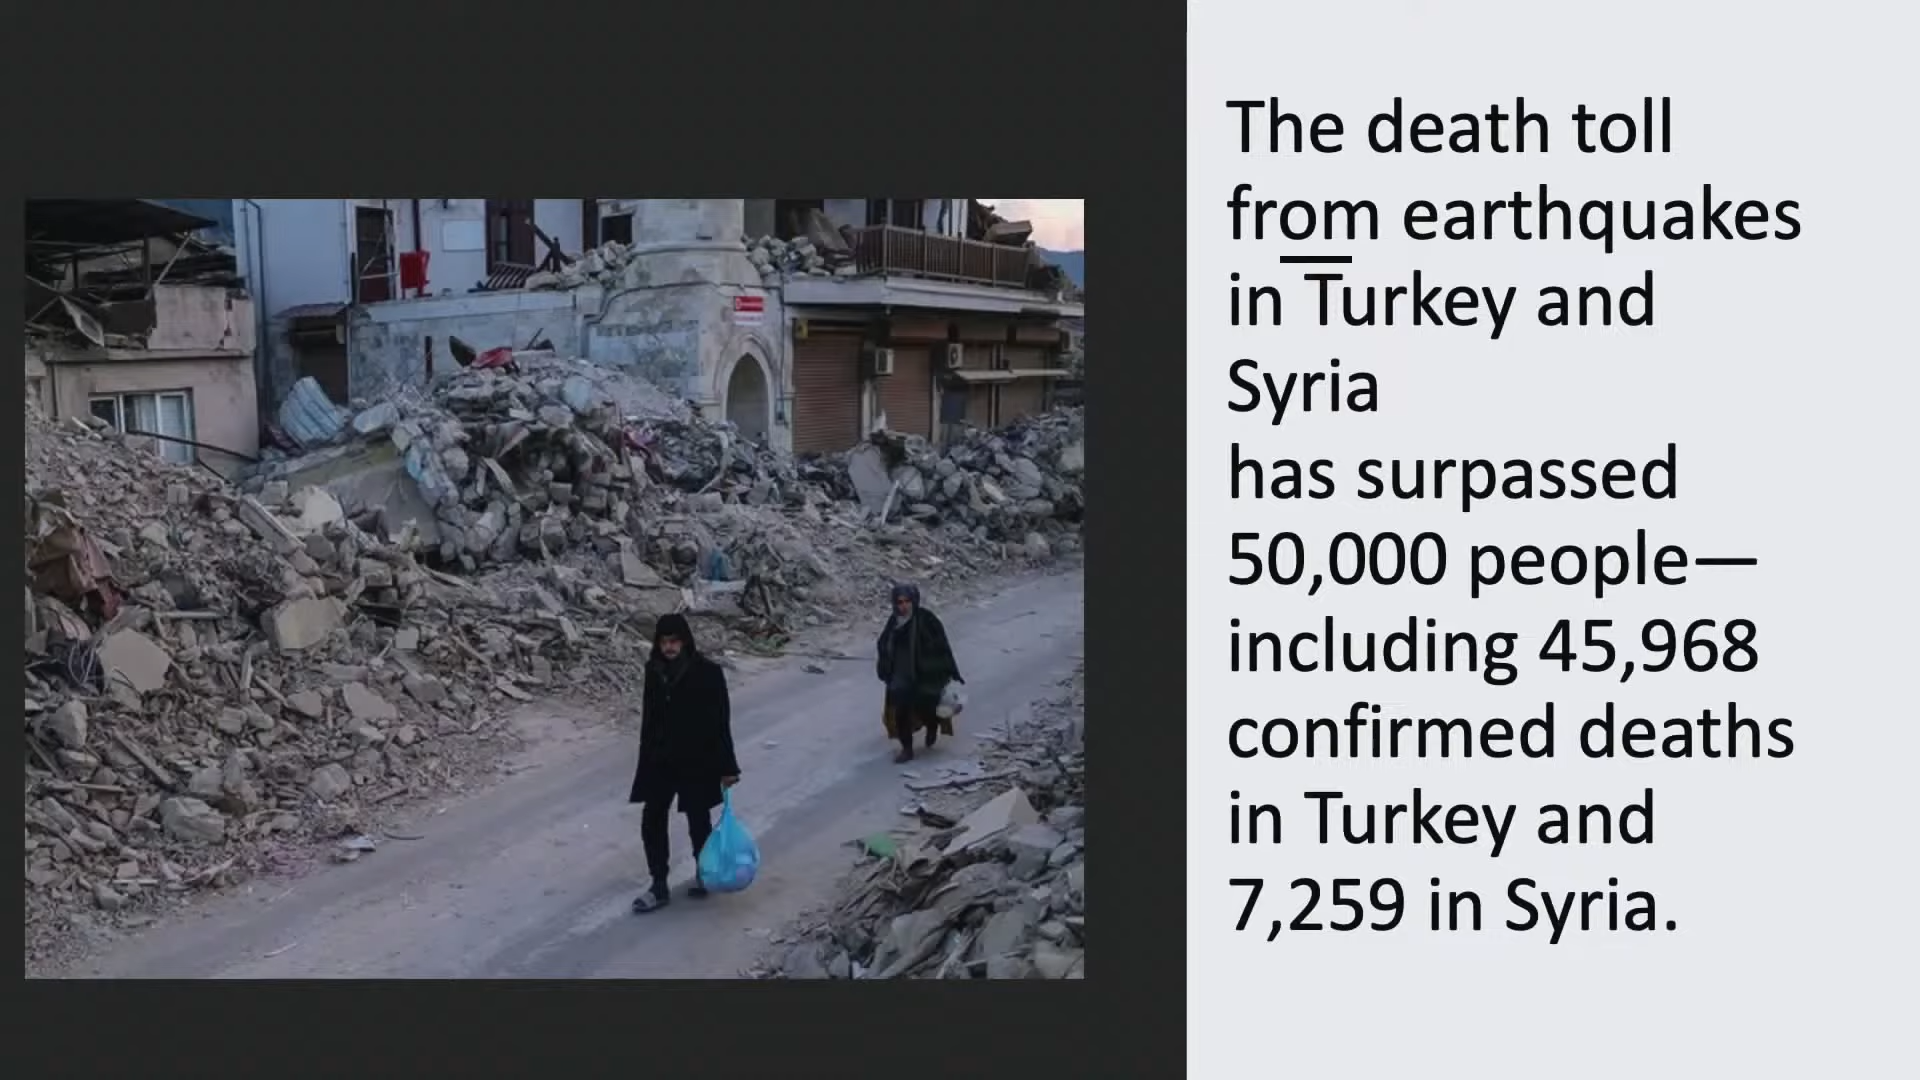 The death toll
from earthquakes
in Turkey and
Syria
has surpassed
50,000 people—
including 45,968
confirmed deaths
in Turkey and
7,259 in Syria.